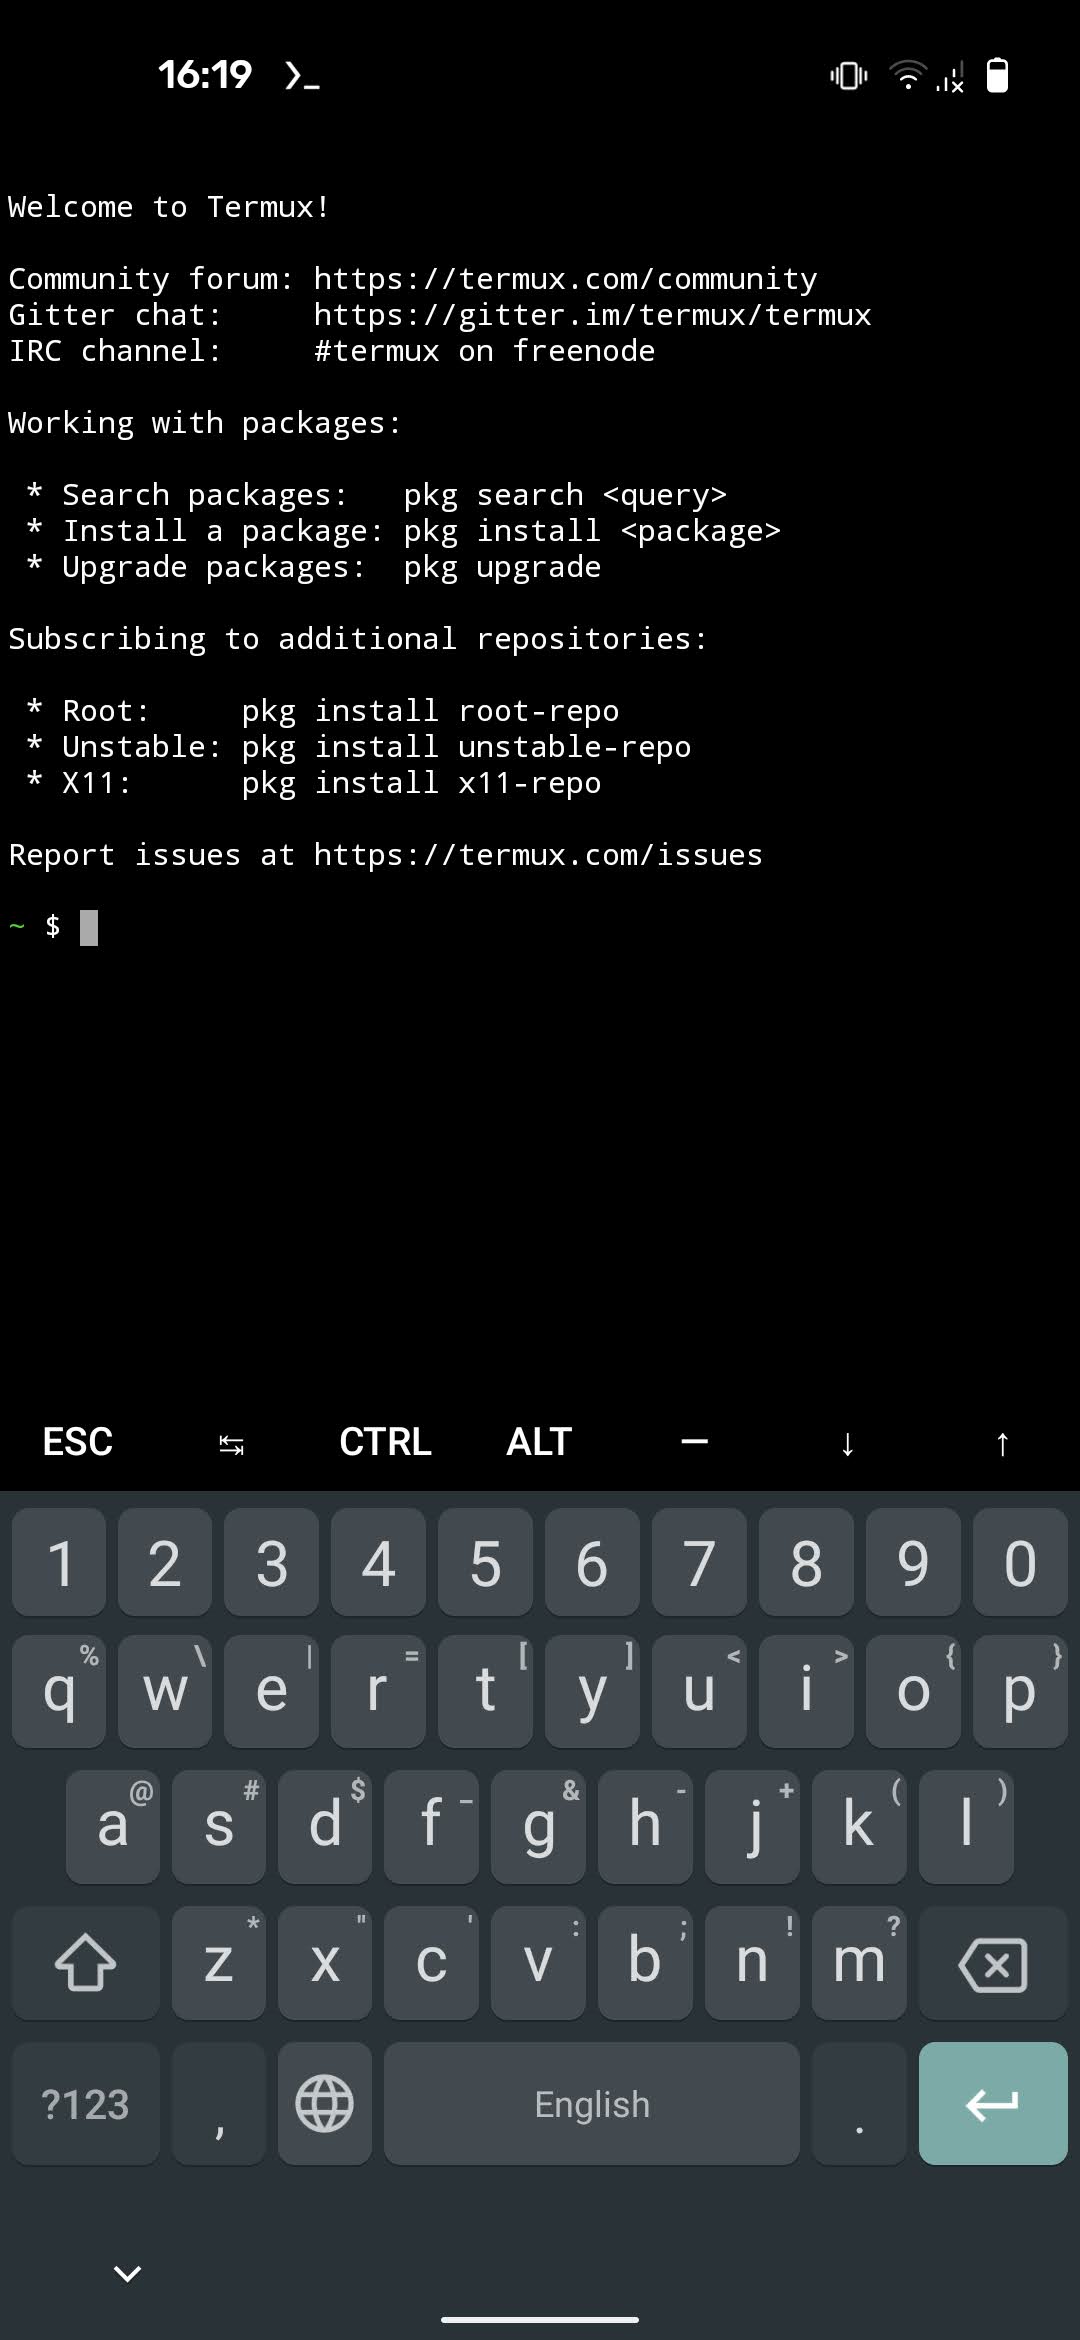 16:19
Welcome to Termux!
Community forum: https://termux.com/community
Gitter chat:     https://gitter.im/termux/termux
IRC channel:     #termux on freenode
Working with packages:
 * Search packages:   pkg search <query>
 * Install a package: pkg install <package>
 * Upgrade packages:  pkg upgrade
Subscribing to additional repositories:
 * Root:     pkg install root-repo
 * Unstable: pkg install unstable-repo
 * X11:      pkg install x11-repo
Report issues at https://termux.com/issues
~ $
ESC ↹ CTRL ALT – ↓ ↑
1 2 3 4 5 6 7 8 9 0
q % w \ e | r = t [ y ] u < i > o { p }
a @ s # d $ f _ g & h - j + k ( l )
z * x " c ' v : b ; n ! m ?
?123 , English .